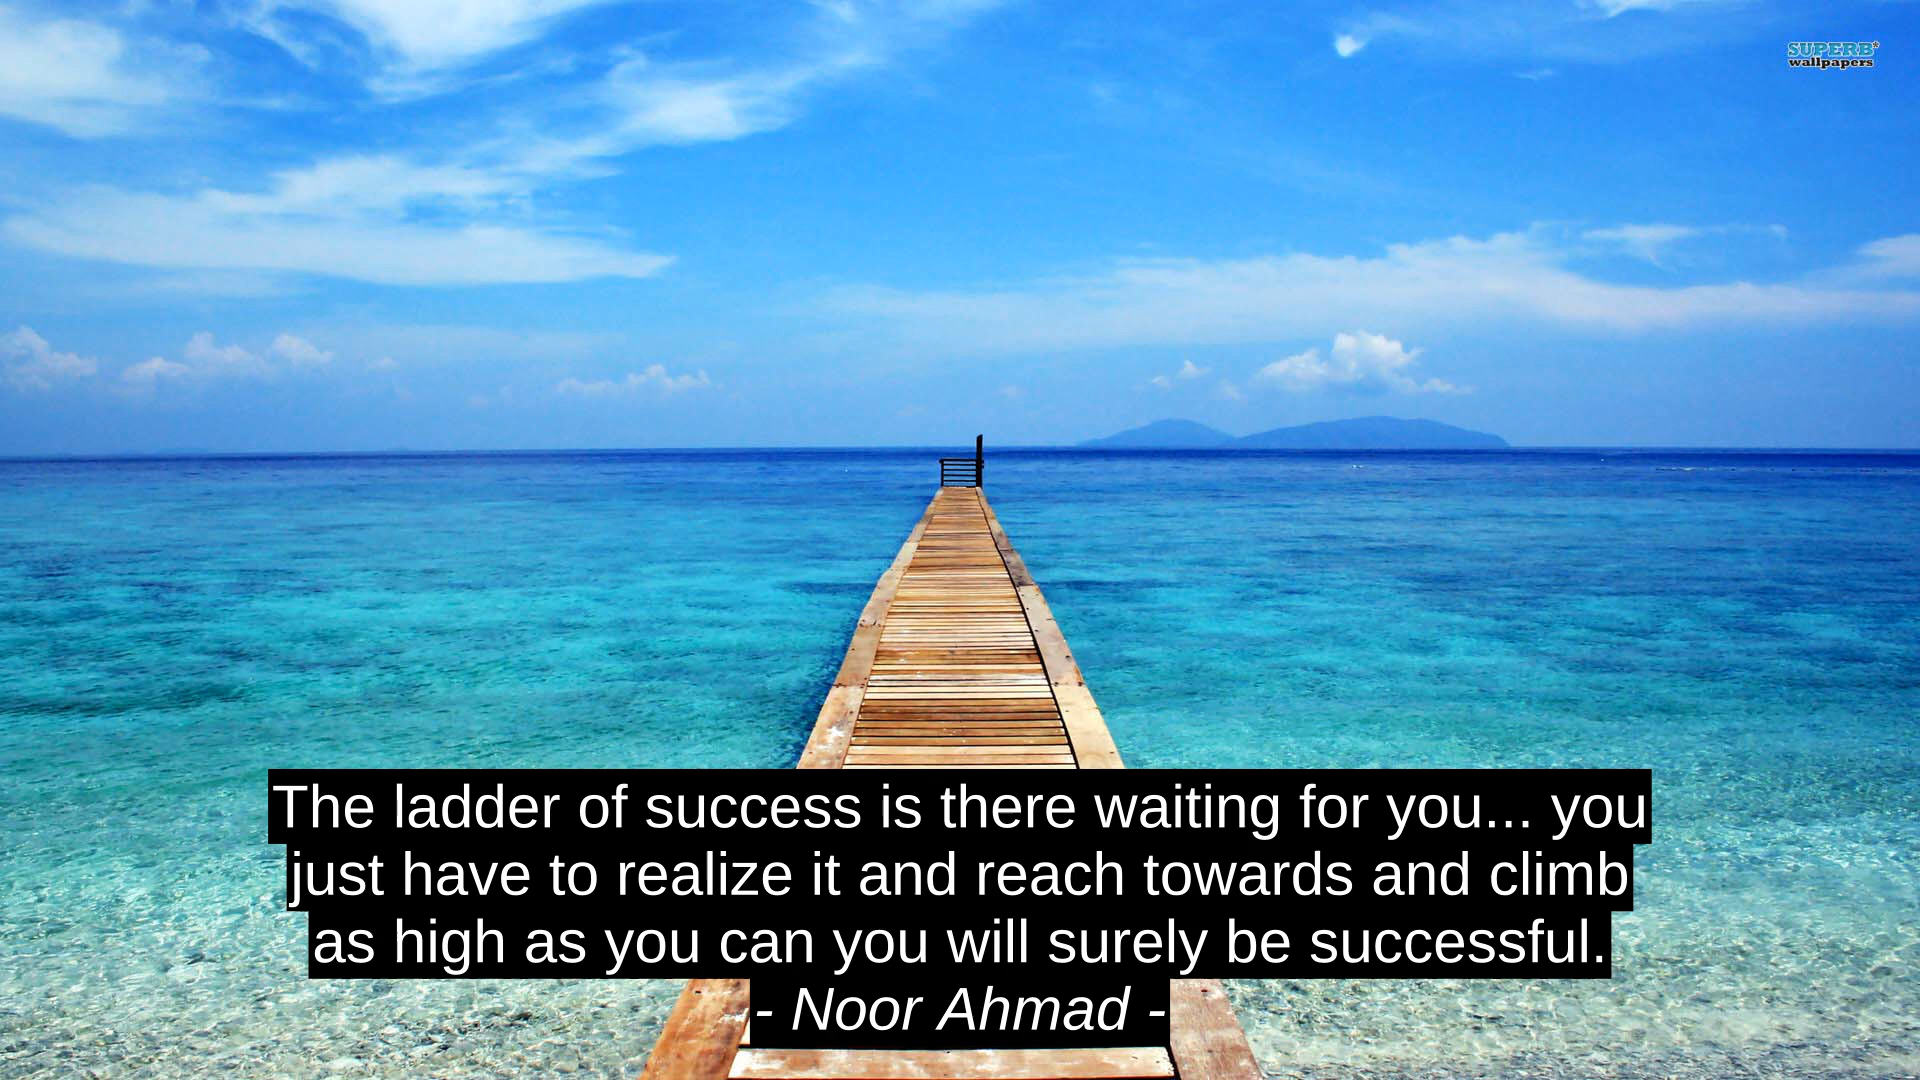 SUPERB
wallpapers
The ladder of success is there waiting for you... you
just have to realize it and reach towards and climb
as high as you can you will surely be successful.
- Noor Ahmad -